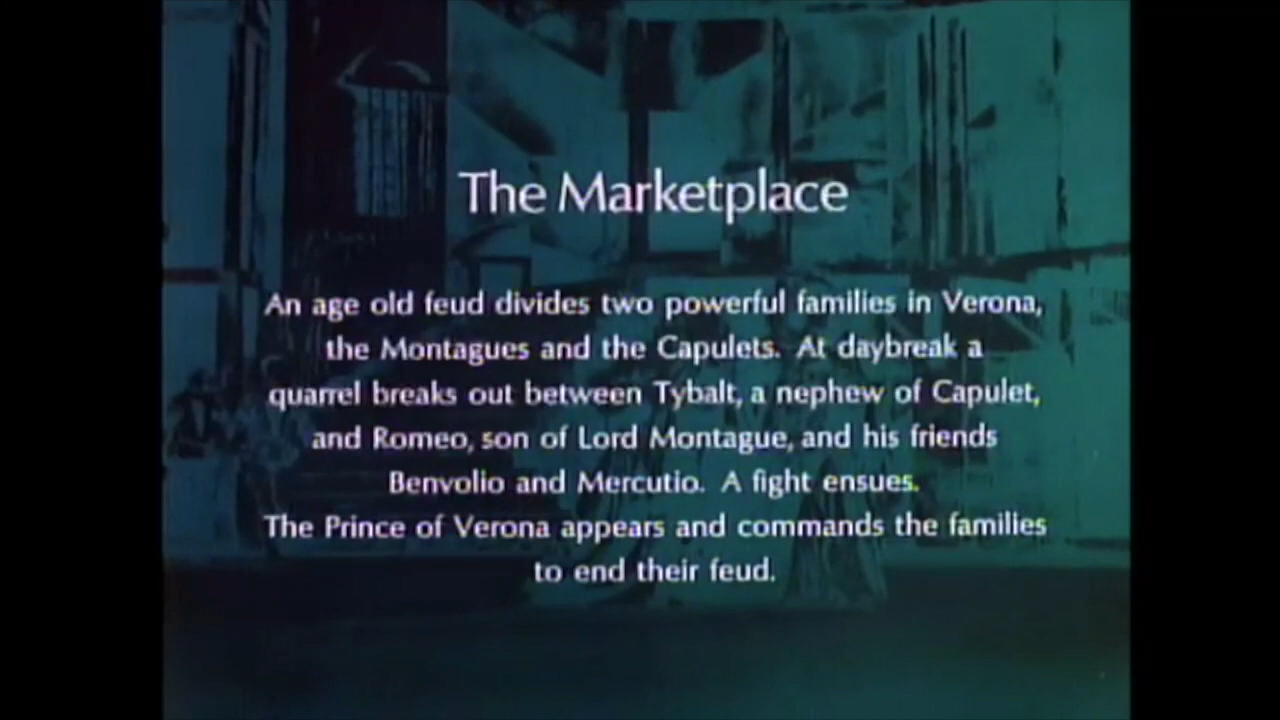 The Marketplace
An age old feud divides two powerful families in Verona,
the Montagues and the Capulets. At daybreak a
quarrel breaks out between Tybalt, a nephew of Capulet,
and Romeo, son of Lord Montague, and his friends
Benvolio and Mercutio. A fight ensues.
The Prince of Verona appears and commands the families
to end their feud.